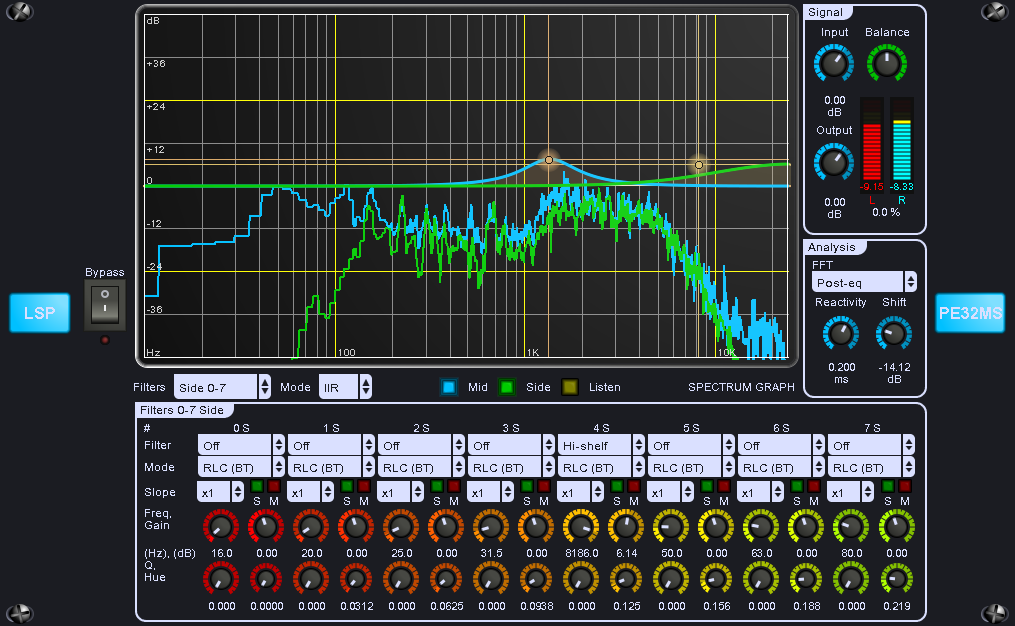 dB
+36
+24
+12
0
-12
-24
-36
Hz
100
1K
10K
Signal
Input Balance
0.00
dB
Output
0.00
dB
-9.15 -8.33
L R
0.0 %
Analysis
FFT
Post-eq
Reactivity Shift
0.200 -14.12
ms dB
Bypass
LSP
PE32MS
Filters Side 0-7 Mode IIR Mid Side Listen SPECTRUM GRAPH
Filters 0-7 Side
# 0 S 1 S 2 S 3 S 4 S 5 S 6 S 7 S
Filter Off Off Off Off Hi-shelf Off Off Off
Mode RLC (BT) RLC (BT) RLC (BT) RLC (BT) RLC (BT) RLC (BT) RLC (BT) RLC (BT)
Slope x1 x1 x1 x1 x1 x1 x1 x1
S M S M S M S M S M S M S M S M
Freq,
Gain
(Hz), (dB) 16.0 0.00 20.0 0.00 25.0 0.00 31.5 0.00 8186.0 6.14 50.0 0.00 63.0 0.00 80.0 0.00
Q,
Hue
0.000 0.0000 0.000 0.0312 0.000 0.0625 0.000 0.0938 0.000 0.125 0.000 0.156 0.000 0.188 0.000 0.219